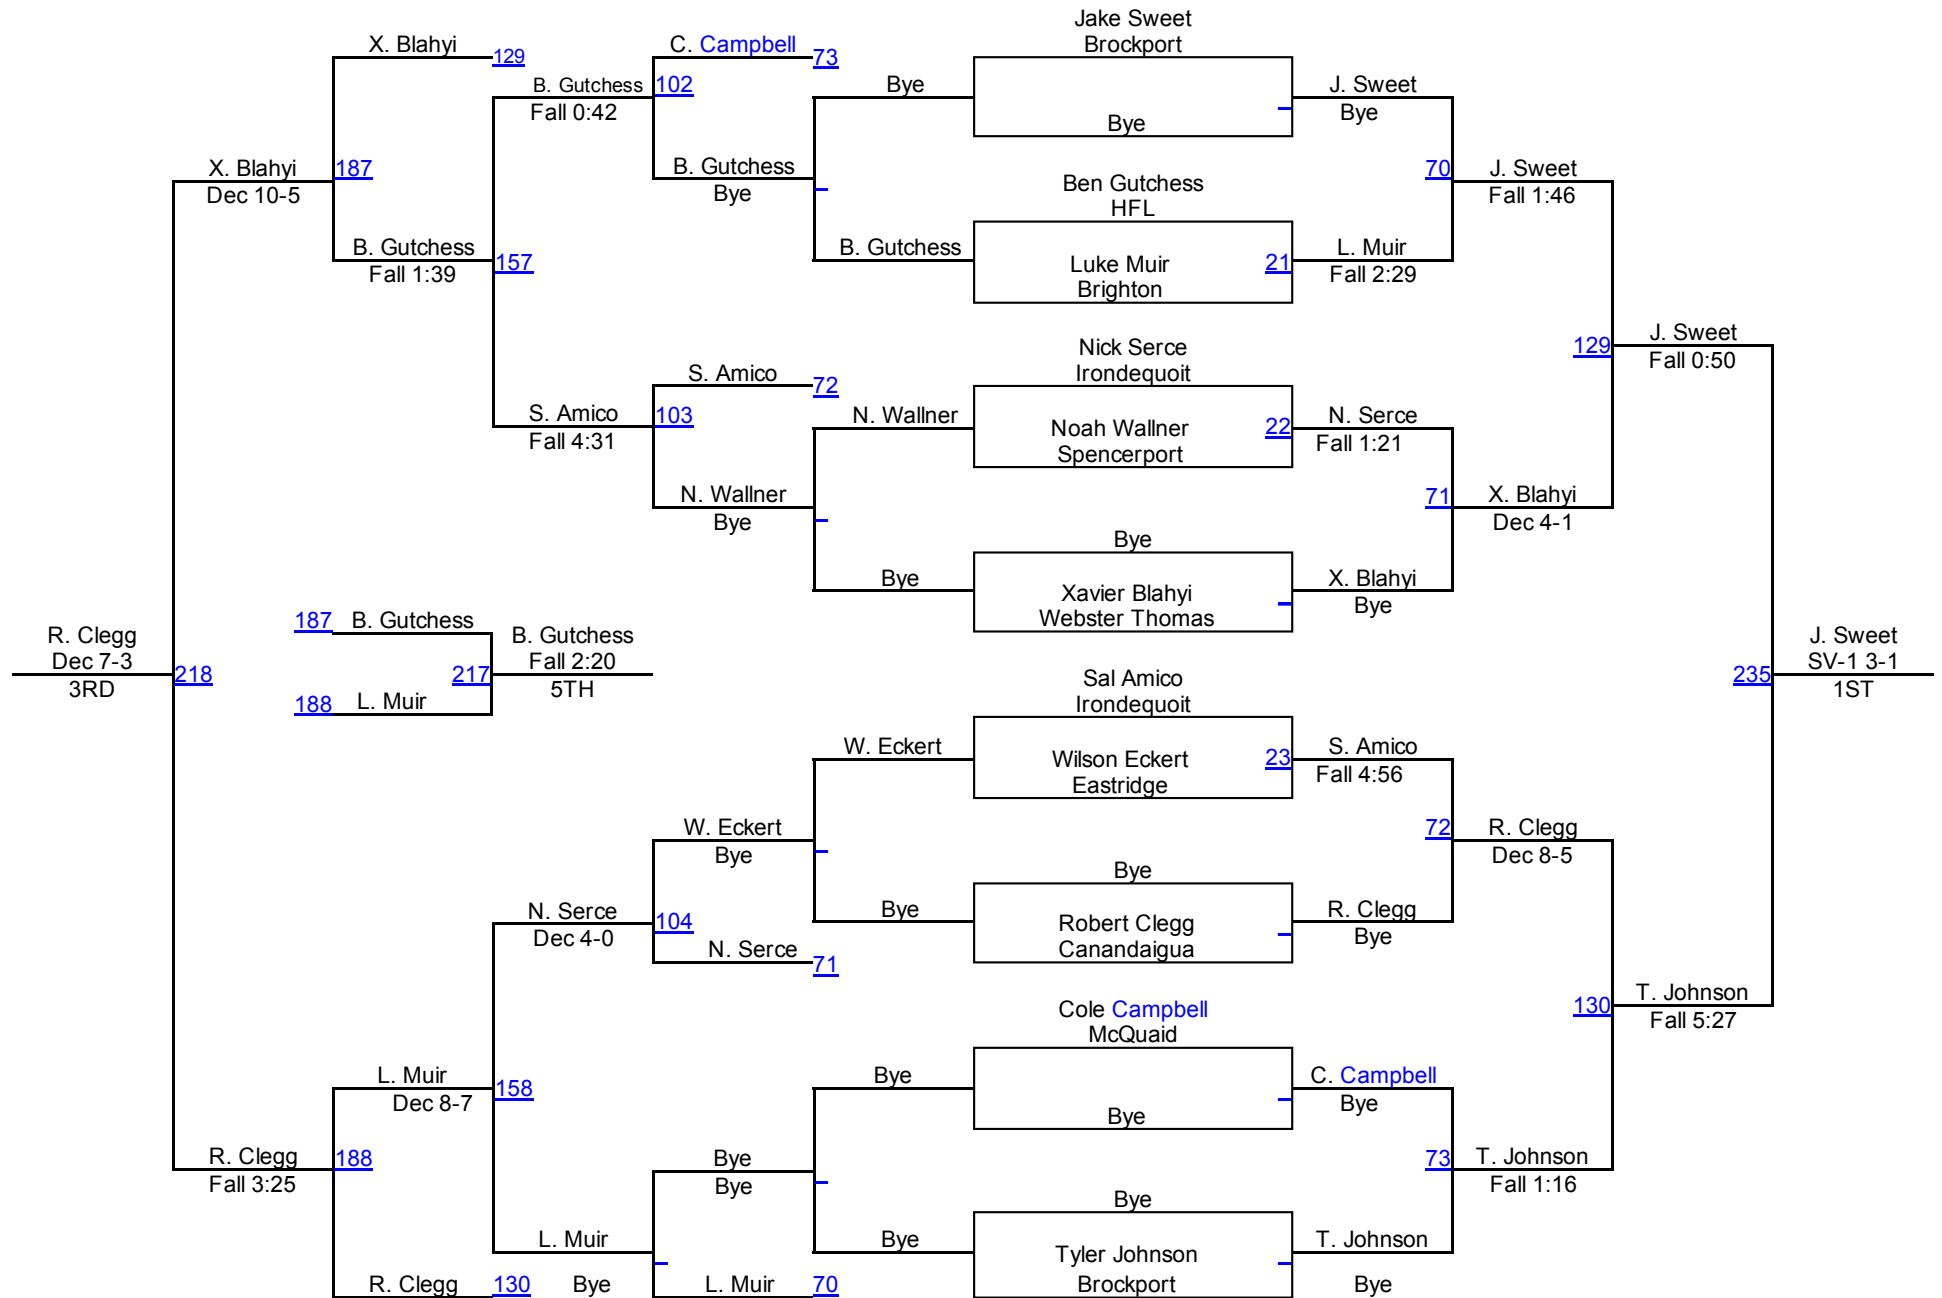 Jake Sweet
X. Blahyi
129
C. Campbell
73
Brockport
B. Gutchess
102
Bye
J. Sweet
Fall 0:42
Bye
Bye
X. Blahyi
187
B. Gutchess
70
J. Sweet
Dec 10-5
Bye
Ben Gutchess
Fall 1:46
HFL
B. Gutchess
157
B. Gutchess
L. Muir
Fall 1:39
Luke Muir
21
Fall 2:29
Brighton
Nick Serce
129
J. Sweet
S. Amico
72
Irondequoit
Fall 0:50
S. Amico
103
N. Wallner
Noah Wallner
22
N. Serce
Fall 4:31
Spencerport
Fall 1:21
N. Wallner
71
X. Blahyi
Bye
Dec 4-1
Bye
Bye
Xavier Blahyi
X. Blahyi
187
B. Gutchess
Webster Thomas
Bye
R. Clegg
B. Gutchess
J. Sweet
Dec 7-3
218
217
Fall 2:20
235
SV-1 3-1
3RD
188
L. Muir
5TH
Sal Amico
1ST
Irondequoit
W. Eckert
Wilson Eckert
23
S. Amico
Eastridge
Fall 4:56
W. Eckert
72
R. Clegg
Bye
Bye
Dec 8-5
N. Serce
104
Bye
Robert Clegg
R. Clegg
Dec 4-0
N. Serce
71
Canandaigua
Bye
Cole Campbell
130
T. Johnson
McQuaid
Fall 5:27
L. Muir
158
Bye
C. Campbell
Dec 8-7
Bye
Bye
R. Clegg
188
Bye
73
T. Johnson
Fall 3:25
Bye
Bye
Fall 1:16
L. Muir
Bye
Tyler Johnson
T. Johnson
R. Clegg
130
Bye
L. Muir
70
Brockport
Bye